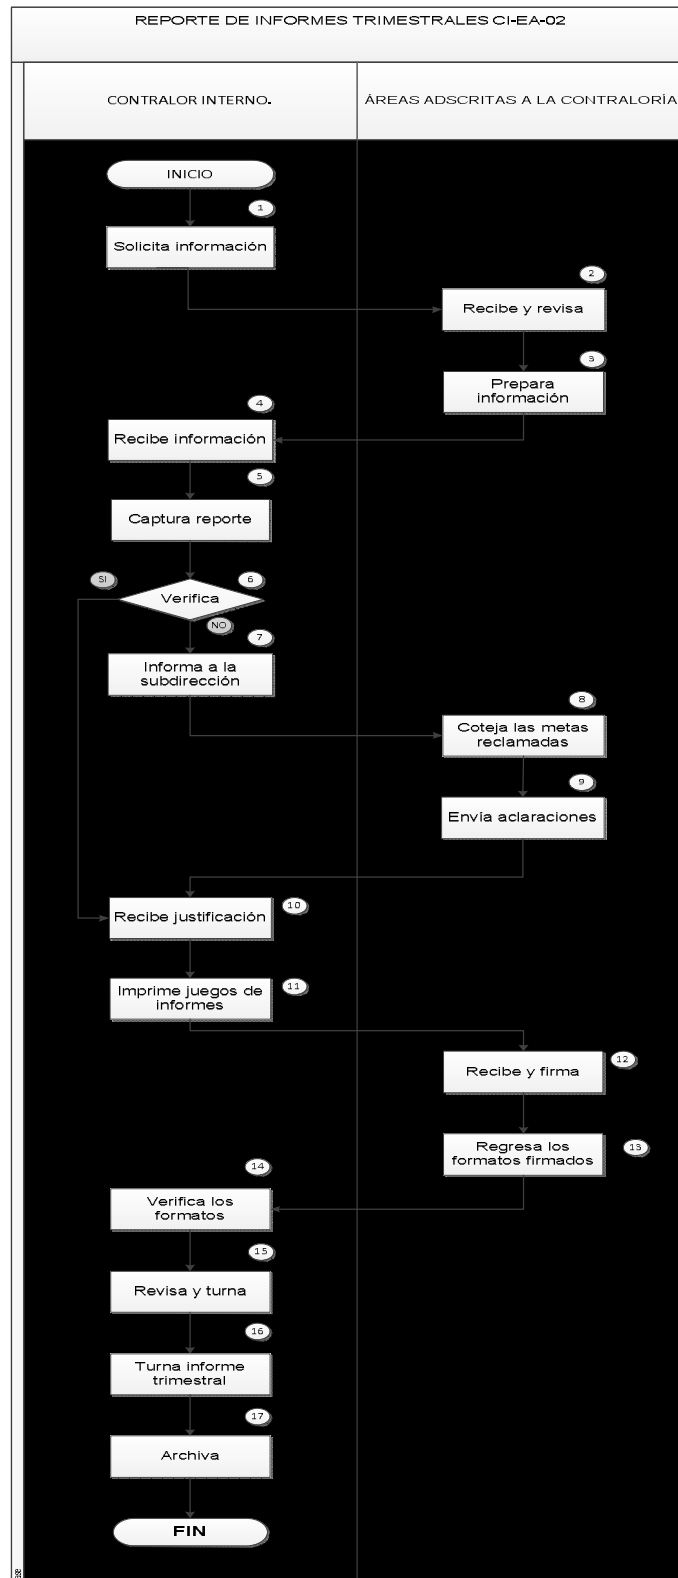 REPORTE DE INFORMES TRIMESTRALES CI-EA-02
CONTRALOR INTERNO.
ÁREAS ADSCRITAS A LA CONTRALORÍA
INICIO
1
Solicita información
2
Recibe y revisa
3
Prepara
información
4
Recibe información
5
Captura reporte
SI
6
Verifica
NO
7
Informa a la
subdirección
8
Coteja las metas
reclamadas
9
Envía aclaraciones
10
Recibe justificación
11
Imprime juegos de
informes
12
Recibe y firma
13
Regresa los
formatos firmados
14
Verifica los
formatos
15
Revisa y turna
16
Turna informe
trimestral
17
Archiva
FIN